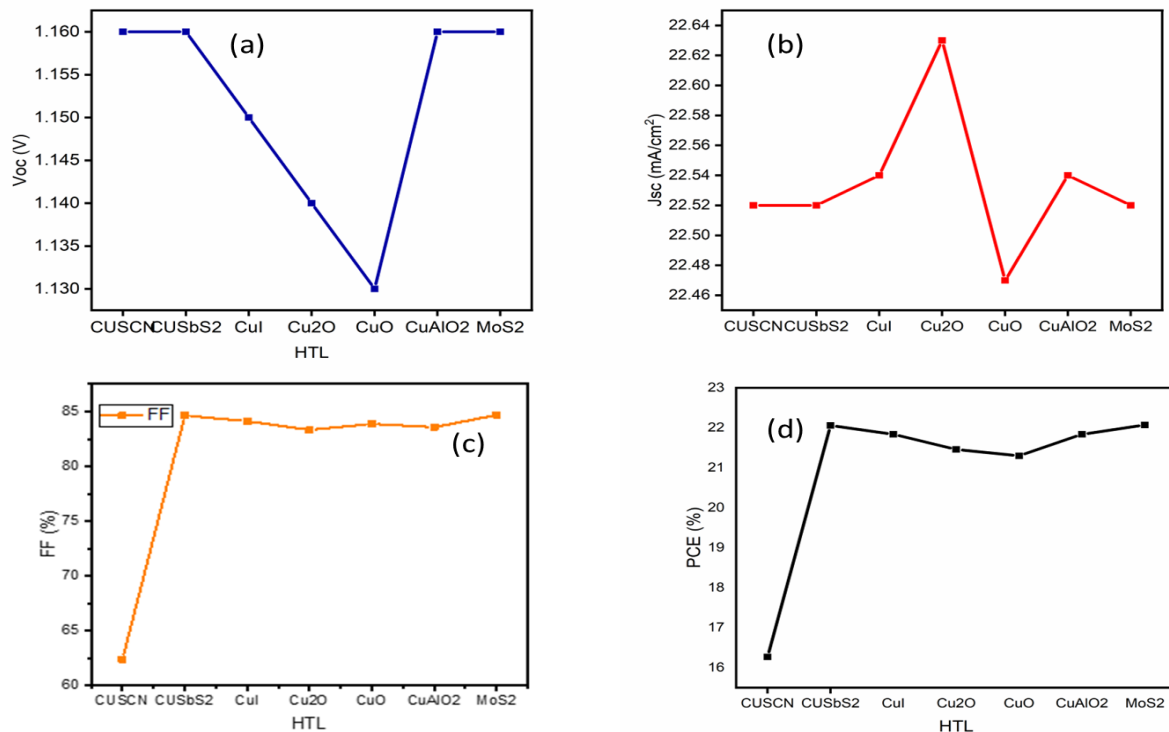 (a)
Voc (V)
1.160
1.155
1.150
1.145
1.140
1.135
1.130
CUSCN CUSbS2 CuI Cu2O CuO CuAlO2 MoS2
HTL
(b)
Jsc (mA/cm²)
22.64
22.62
22.60
22.58
22.56
22.54
22.52
22.50
22.48
22.46
CUSCN CUSbS2 CuI Cu2O CuO CuAlO2 MoS2
FF
(c)
FF (%)
85
80
75
70
65
60
CUSCN CUSbS2 CuI Cu2O CuO CuAlO2 MoS2
HTL
(d)
PCE (%)
23
22
21
20
19
18
17
16
CUSCN CUSbS2 CuI Cu2O CuO CuAlO2 MoS2
HTL